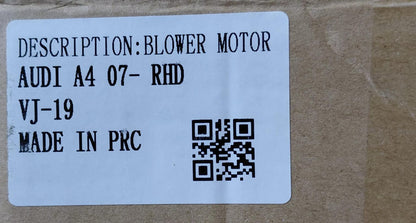 DESCRIPTION:BLOWER MOTOR
AUDI A4 07- RHD
VJ-19
MADE IN PRC